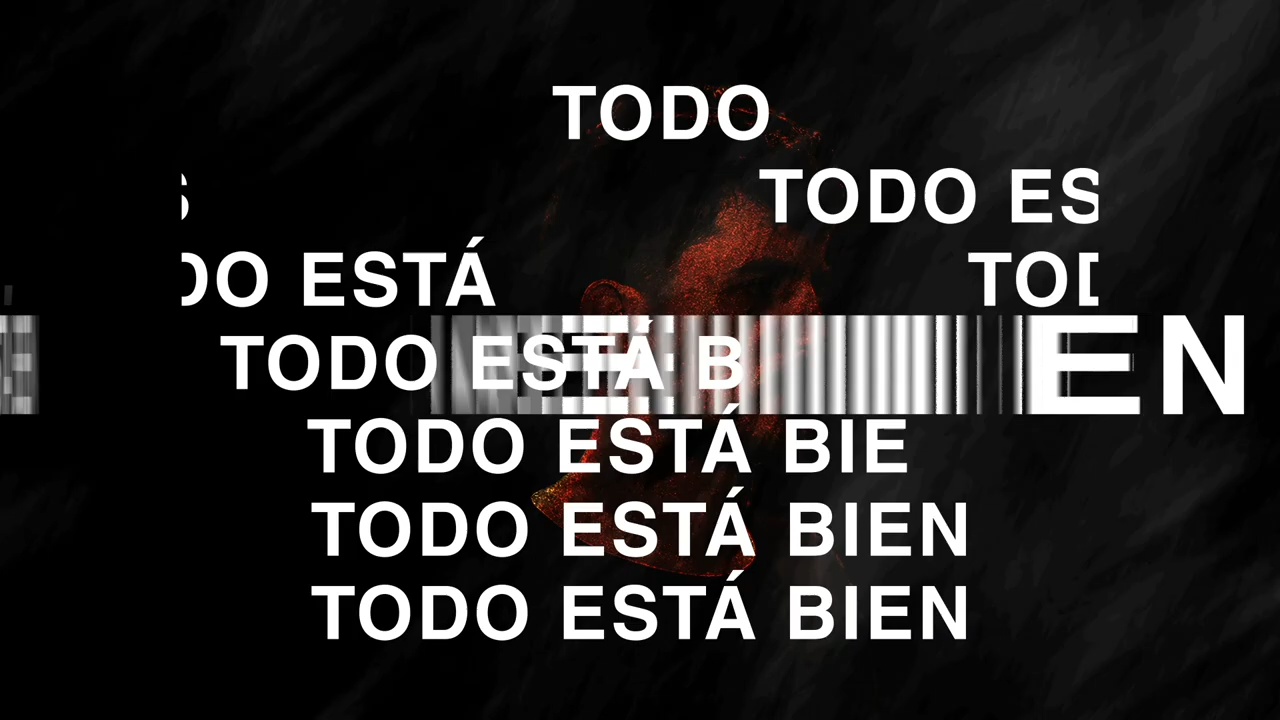 TODO
S TODO ES
DO ESTÁ TOD
TODO ESTÁ B EN
TODO ESTÁ BIE
TODO ESTÁ BIEN
TODO ESTÁ BIEN